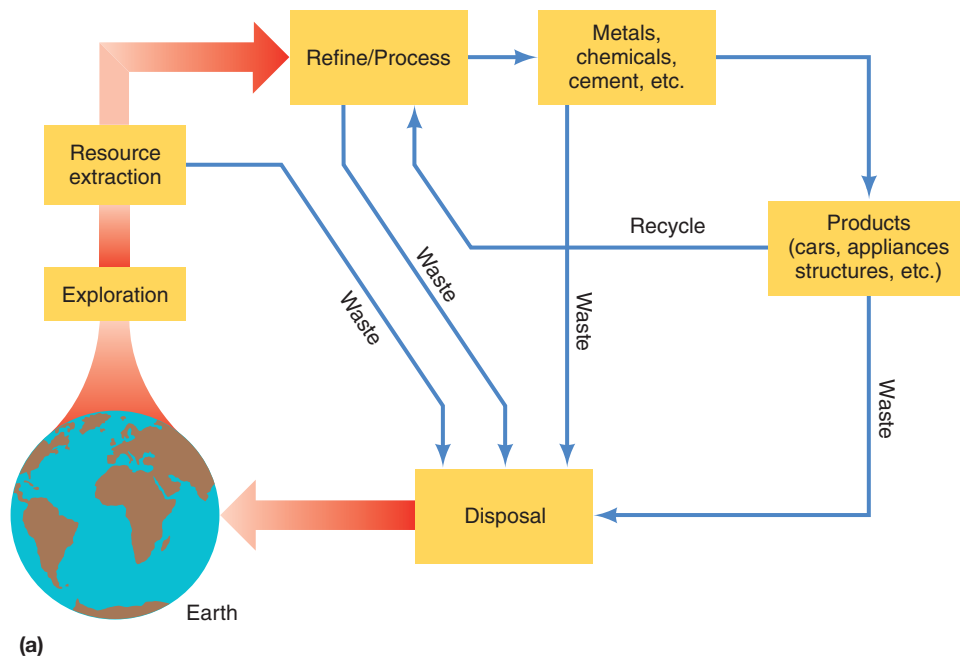 Refine/Process
Metals,
chemicals,
cement, etc.
Resource
extraction
Products
(cars, appliances
structures, etc.)
Recycle
Exploration
Waste
Waste
Waste
Waste
Disposal
Earth
(a)